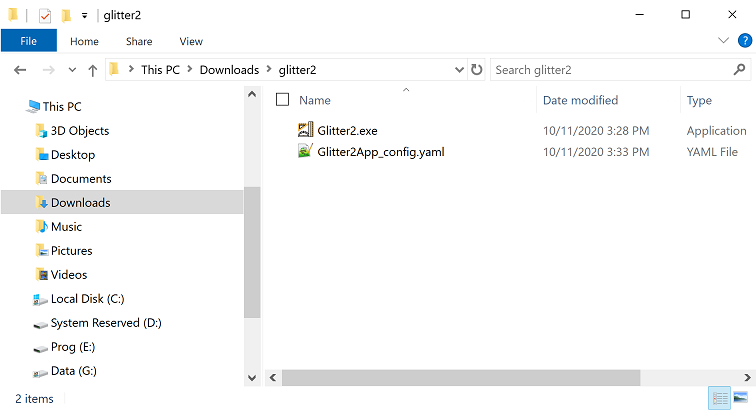 glitter2
File Home Share View
This PC Downloads glitter2 Search glitter2
This PC
3D Objects
Desktop
Documents
Downloads
Music
Pictures
Videos
Local Disk (C:)
System Reserved (D:)
Prog (E:)
Data (G:)
Name Date modified Type
Glitter2.exe 10/11/2020 3:28 PM Application
Glitter2App_config.yaml 10/11/2020 3:33 PM YAML File
2 items